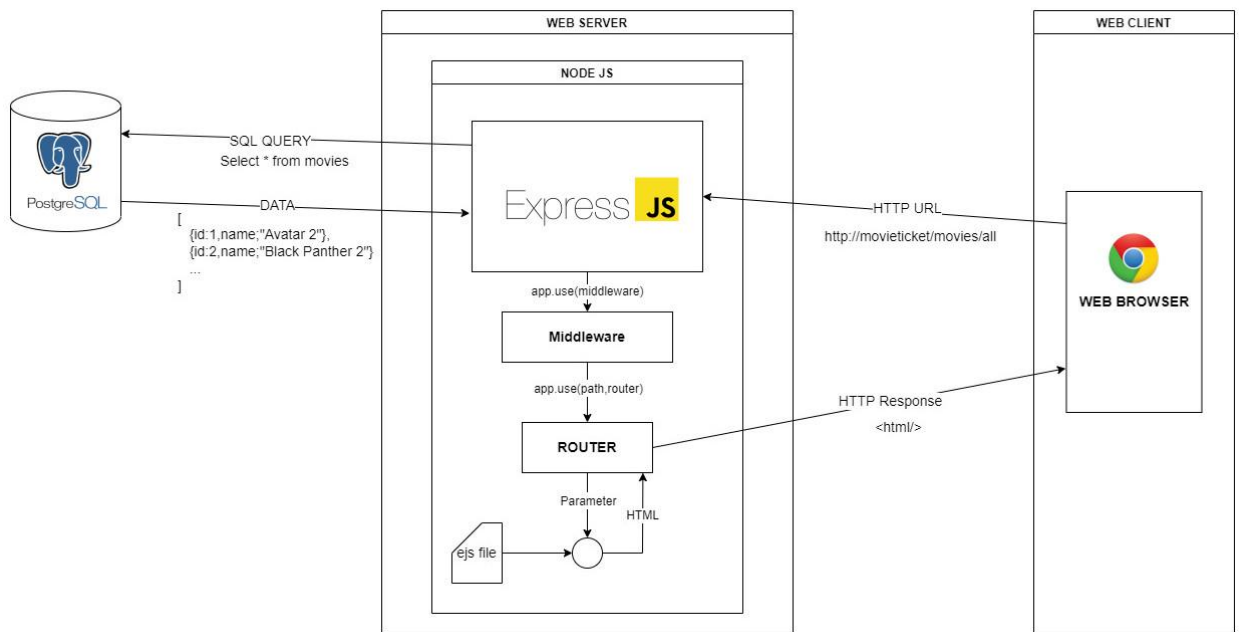 WEB SERVER
WEB CLIENT
NODE JS
SQL QUERY
Select * from movies
PostgreSQL
DATA
[
{id:1,name;"Avatar 2"},
{id:2,name;"Black Panther 2"}
...
]
Express JS
HTTP URL
http://movieticket/movies/all
WEB BROWSER
app.use(middleware)
Middleware
app.use(path,router)
HTTP Response
<html/>
ROUTER
Parameter
HTML
ejs file